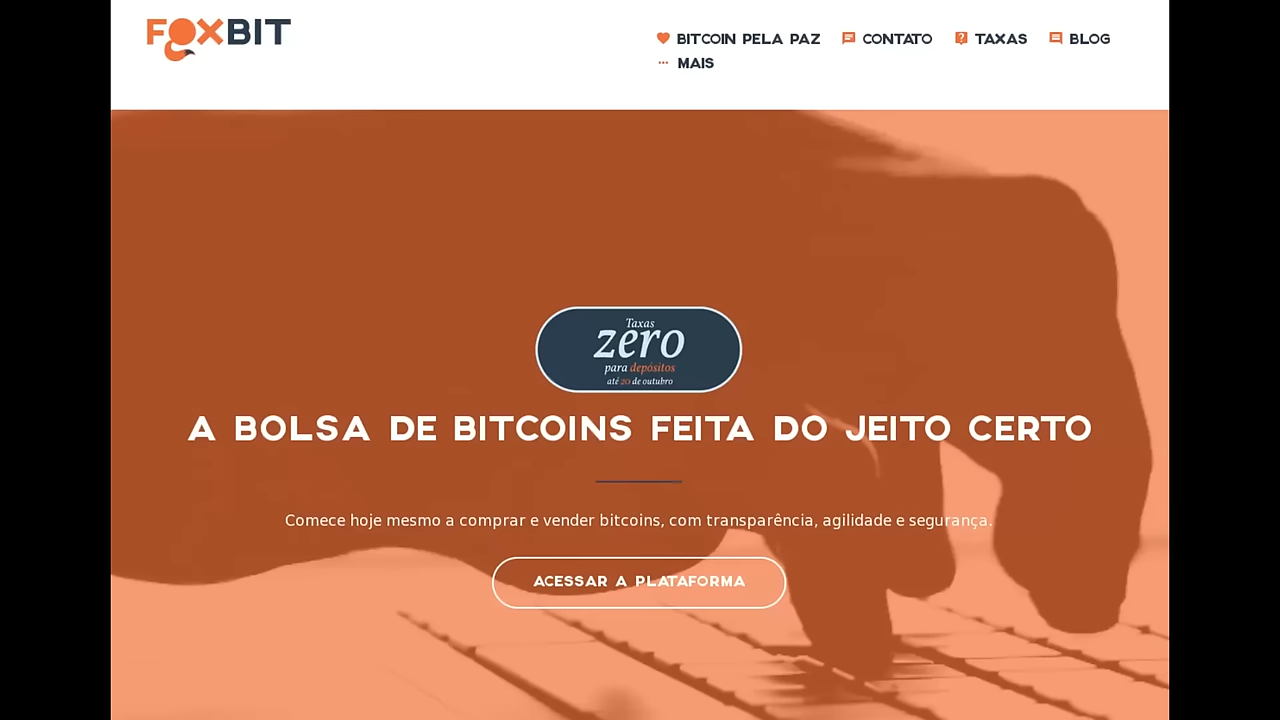 FOXBIT
BITCOIN PELA PAZ CONTATO TAXAS BLOG
MAIS
Taxas
zero
para depósitos
até 20 de outubro
A BOLSA DE BITCOINS FEITA DO JEITO CERTO
Comece hoje mesmo a comprar e vender bitcoins, com transparência, agilidade e segurança.
ACESSAR A PLATAFORMA